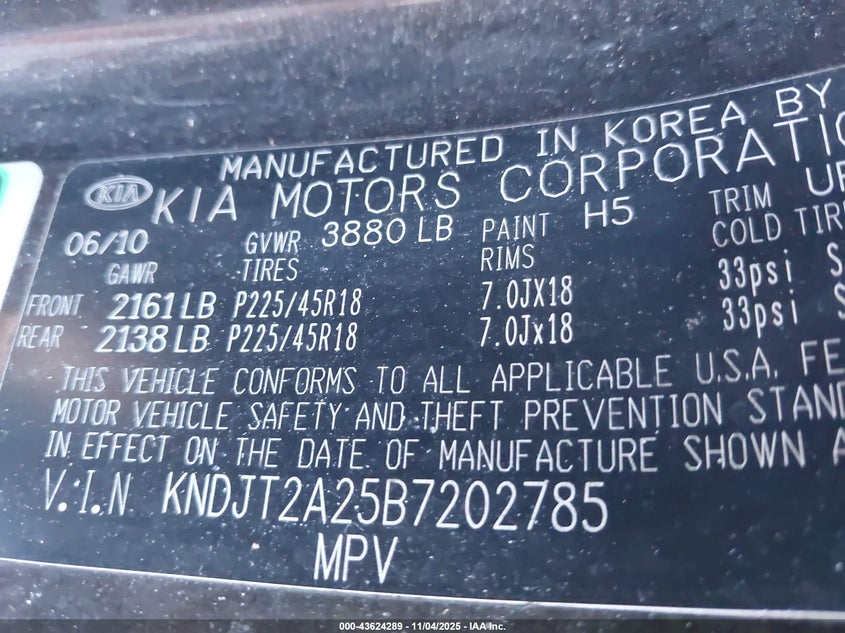 MANUFACTURED IN KOREA BY
KIA KIA MOTORS CORPORATIO
06/10 GVWR 3880 LB PAINT H5 TRIM
GAWR TIRES RIMS COLD TIR
FRONT 2161 LB P225/45R18 7.0JX18 33psi
REAR 2138 LB P225/45R18 7.0Jx18 33psi
THIS VEHICLE CONFORMS TO ALL APPLICABLE U.S.A. FE
MOTOR VEHICLE SAFETY AND THEFT PREVENTION STAND
IN EFFECT ON THE DATE OF MANUFACTURE SHOWN A
V.I.N KNDJT2A25B7202785
MPV
000-43624289 - 11/04/2025 - IAA Inc.